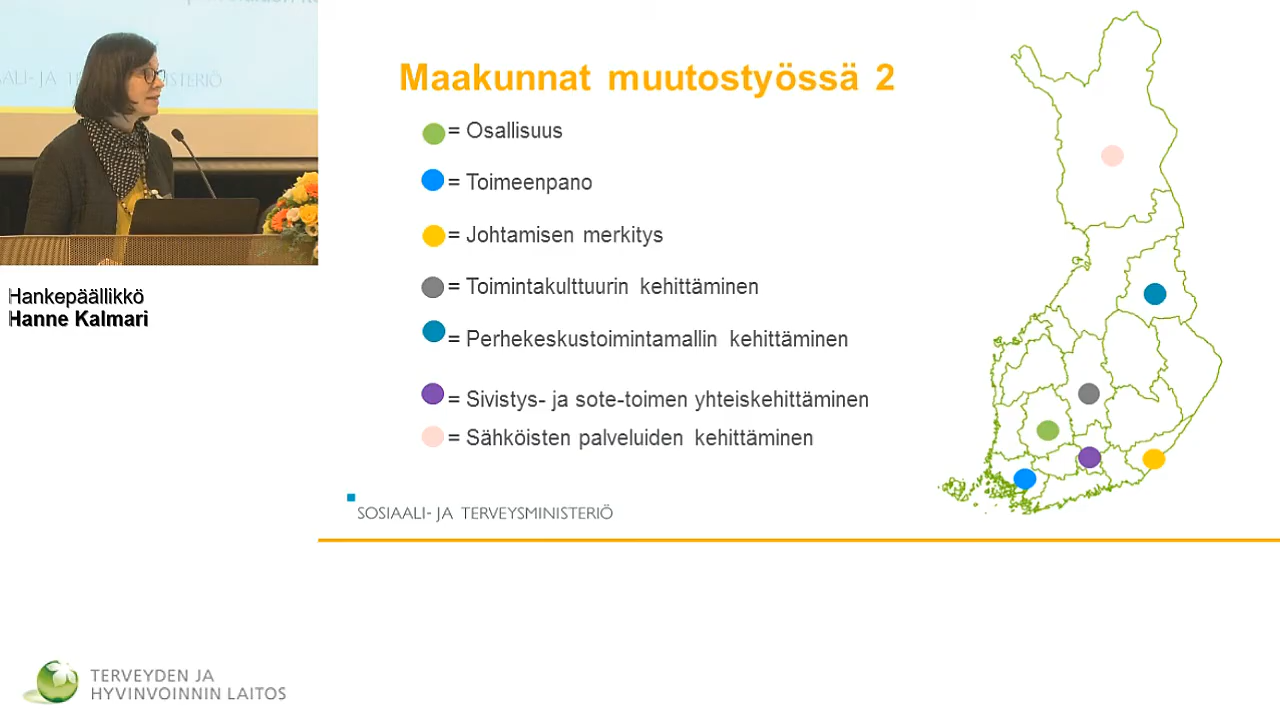 SOSIAALI- JA TERVEYSMINISTERIÖ
Hankepäällikkö
Hanne Kalmari
Maakunnat muutostyössä 2
= Osallisuus
= Toimeenpano
= Johtamisen merkitys
= Toimintakulttuurin kehittäminen
= Perhekeskustoimintamallin kehittäminen
= Sivistys- ja sote-toimen yhteiskehittäminen
= Sähköisten palveluiden kehittäminen
TERVEYDEN JA
HYVINVOINNIN LAITOS